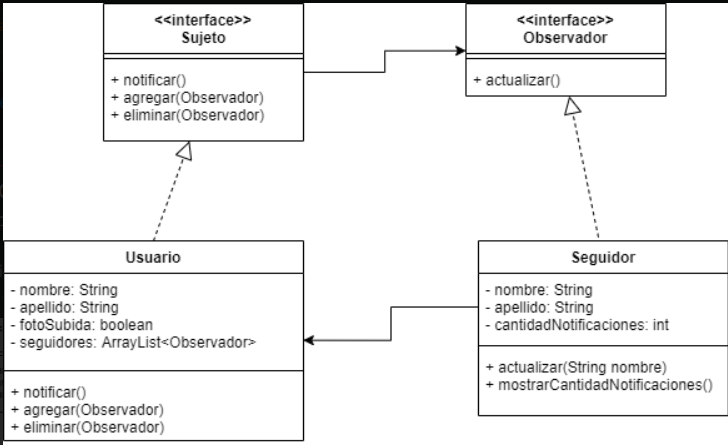 <<interface>>
Sujeto
+ notificar()
+ agregar(Observador)
+ eliminar(Observador)
<<interface>>
Observador
+ actualizar()
Usuario
- nombre: String
- apellido: String
- fotoSubida: boolean
- seguidores: ArrayList<Observador>
+ notificar()
+ agregar(Observador)
+ eliminar(Observador)
Seguidor
- nombre: String
- apellido: String
- cantidadNotificaciones: int
+ actualizar(String nombre)
+ mostrarCantidadNotificaciones()